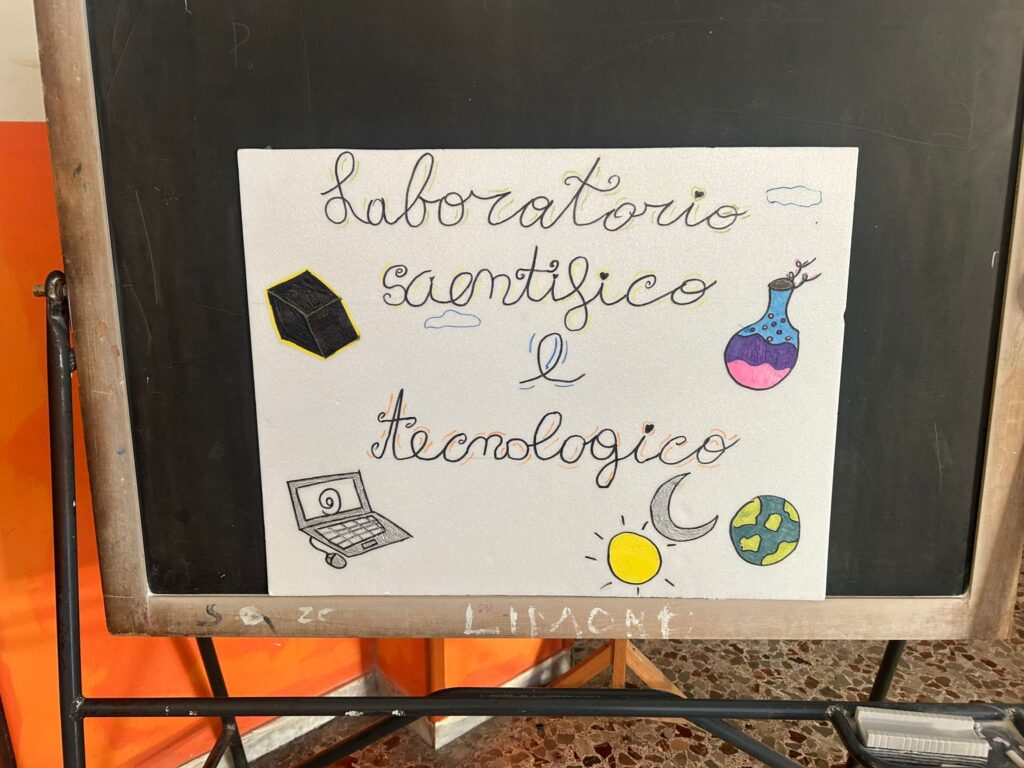 Laboratorio
scientifico
e
tecnologico